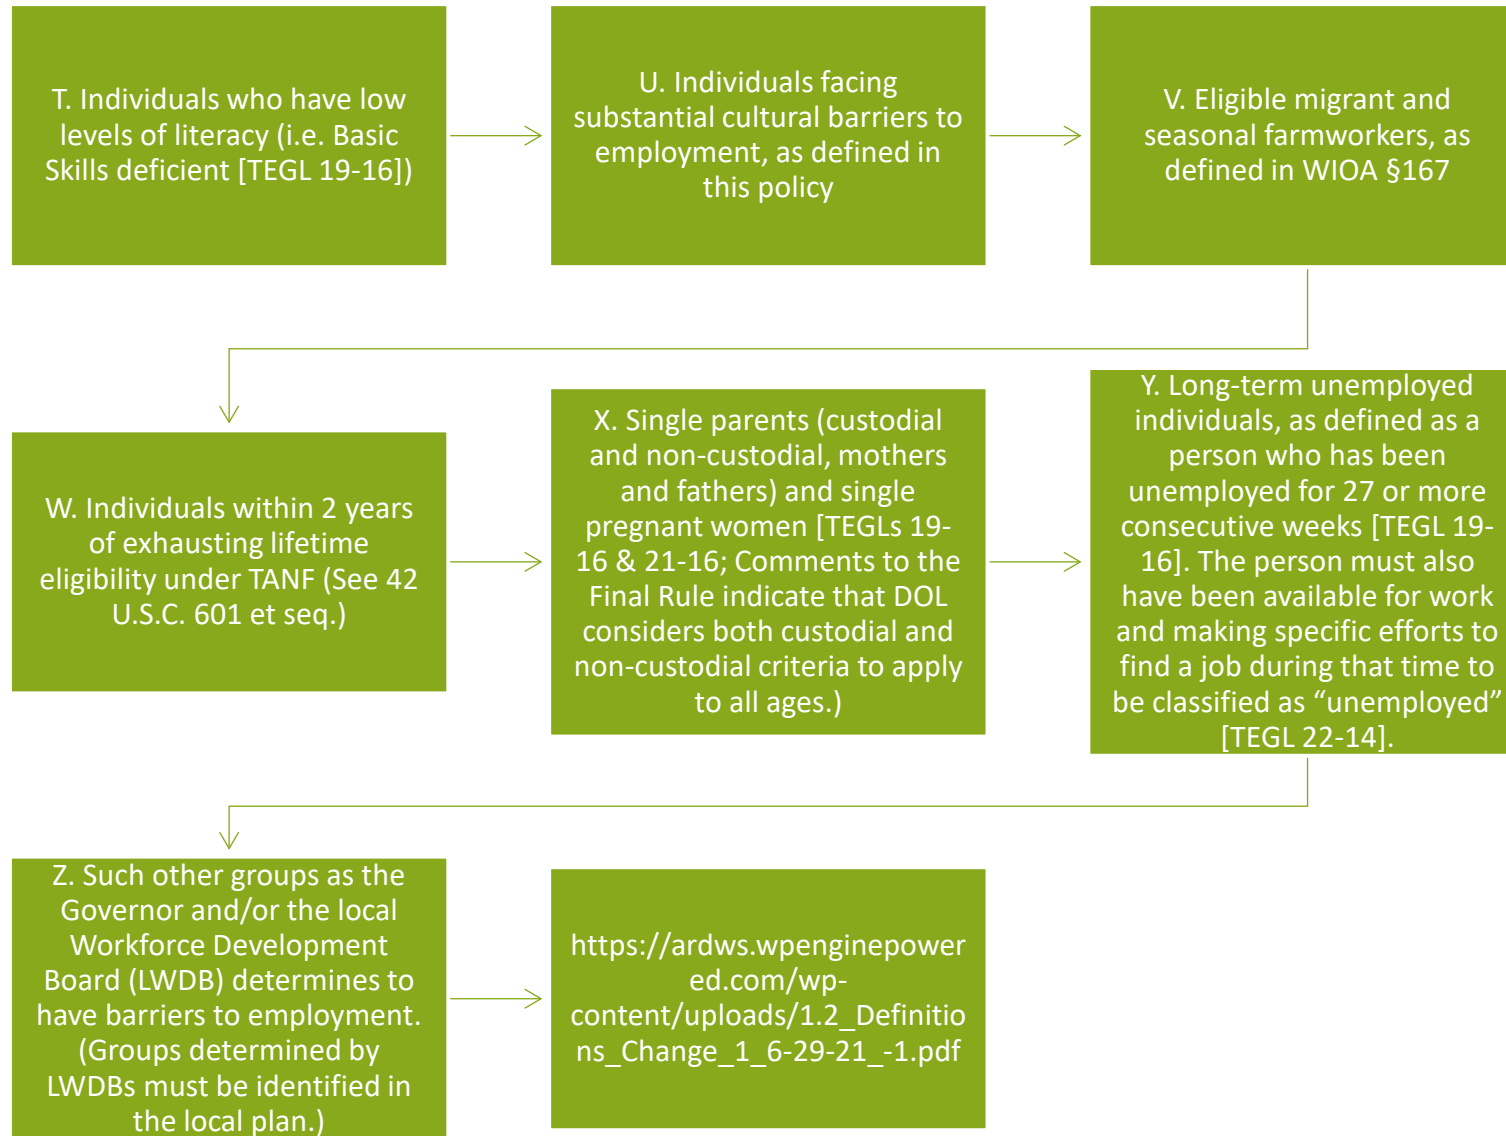 T. Individuals who have low
levels of literacy (i.e. Basic
Skills deficient [TEGL 19-16])
U. Individuals facing
substantial cultural barriers to
employment, as defined in
this policy
V. Eligible migrant and
seasonal farmworkers, as
defined in WIOA §167
W. Individuals within 2 years
of exhausting lifetime
eligibility under TANF (See 42
U.S.C. 601 et seq.)
X. Single parents (custodial
and non-custodial, mothers
and fathers) and single
pregnant women [TEGLs 19-
16 & 21-16; Comments to the
Final Rule indicate that DOL
considers both custodial and
non-custodial criteria to apply
to all ages.)
Y. Long-term unemployed
individuals, as defined as a
person who has been
unemployed for 27 or more
consecutive weeks [TEGL 19-
16]. The person must also
have been available for work
and making specific efforts to
find a job during that time to
be classified as “unemployed”
[TEGL 22-14].
Z. Such other groups as the
Governor and/or the local
Workforce Development
Board (LWDB) determines to
have barriers to employment.
(Groups determined by
LWDBs must be identified in
the local plan.)
https://ardws.wpenginepower
ed.com/wp-
content/uploads/1.2_Definitio
ns_Change_1_6-29-21_-1.pdf